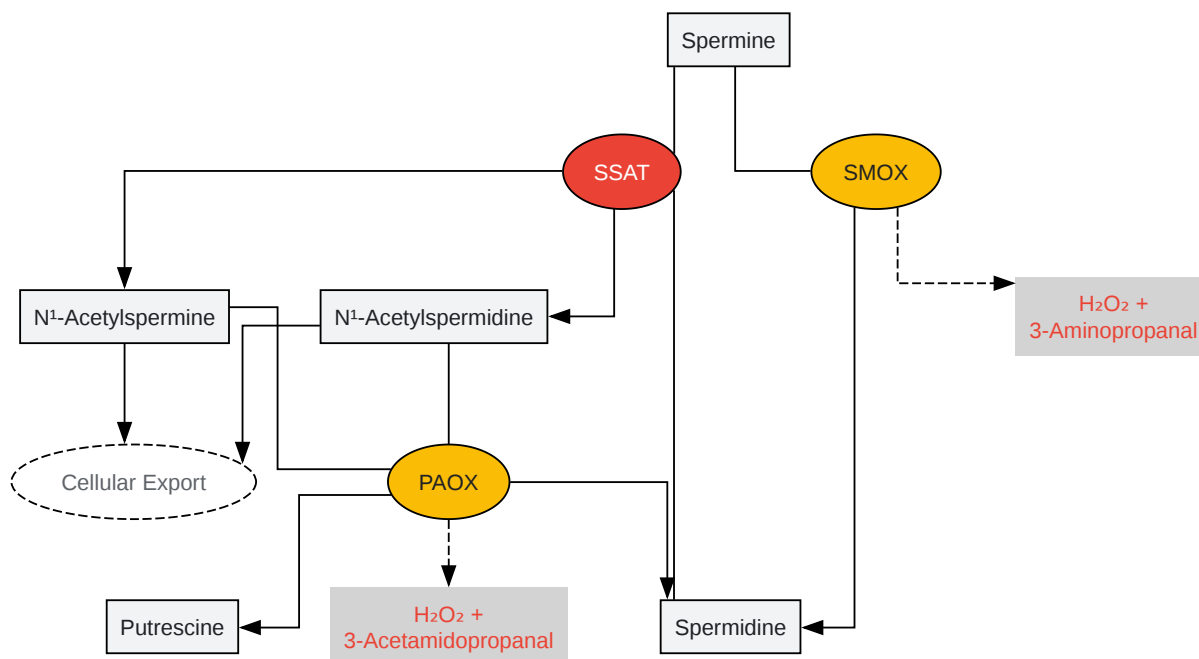 Spermine
SSAT
SMOX
N¹-Acetylspermine
N¹-Acetylspermidine
H₂O₂ +
3-Aminopropanal
Cellular Export
PAOX
Putrescine
H₂O₂ +
3-Acetamidopropanal
Spermidine